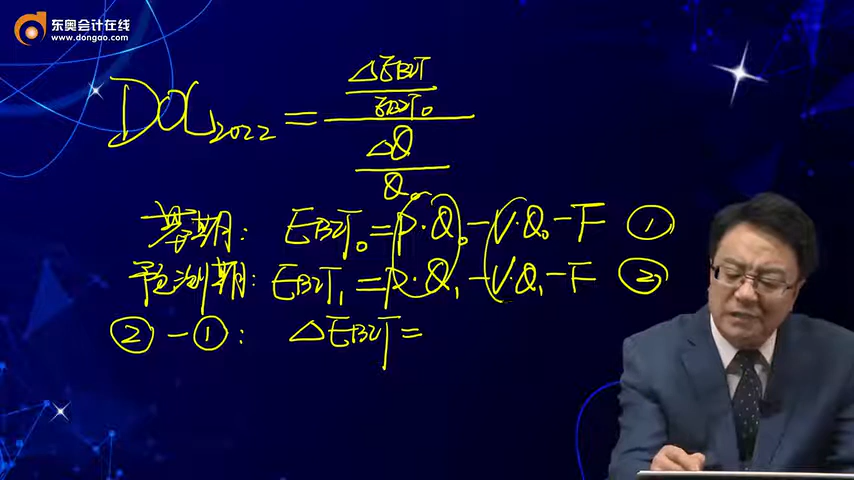 东奥会计在线
www.dongao.com
DOL2022 = (ΔEBIT / EBIT0) / (ΔQ / Q0)
基期: EBIT0 = P·Q0 - V·Q0 - F ①
预测期: EBIT1 = P·Q1 - V·Q1 - F ②
② - ①: ΔEBIT =